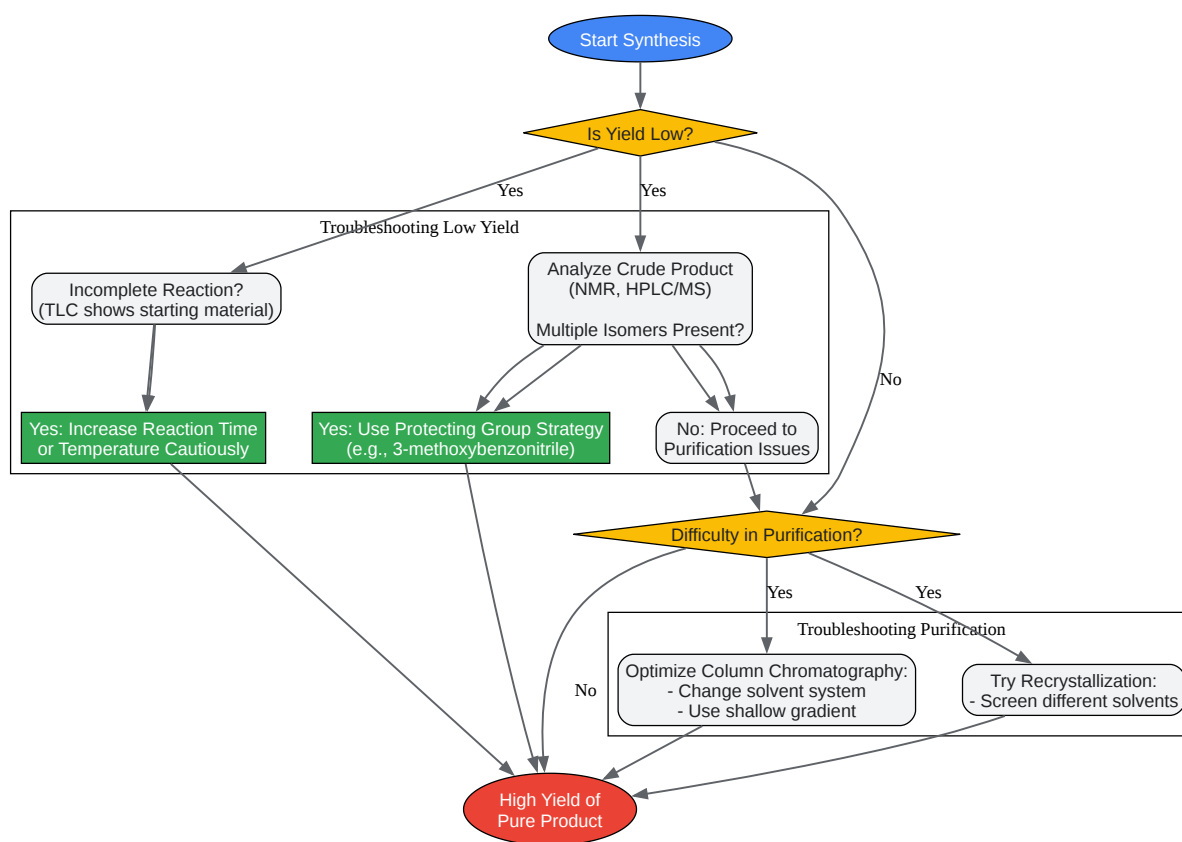 Start Synthesis
Is Yield Low?
Yes
Yes
Troubleshooting Low Yield
Incomplete Reaction?
(TLC shows starting material)
Analyze Crude Product
(NMR, HPLC/MS)
Multiple Isomers Present?
No
Yes: Increase Reaction Time
or Temperature Cautiously
Yes: Use Protecting Group Strategy
(e.g., 3-methoxybenzonitrile)
No: Proceed to
Purification Issues
Difficulty in Purification?
Yes
Yes
Troubleshooting Purification
Optimize Column Chromatography:
- Change solvent system
- Use shallow gradient
Try Recrystallization:
- Screen different solvents
No
High Yield of
Pure Product